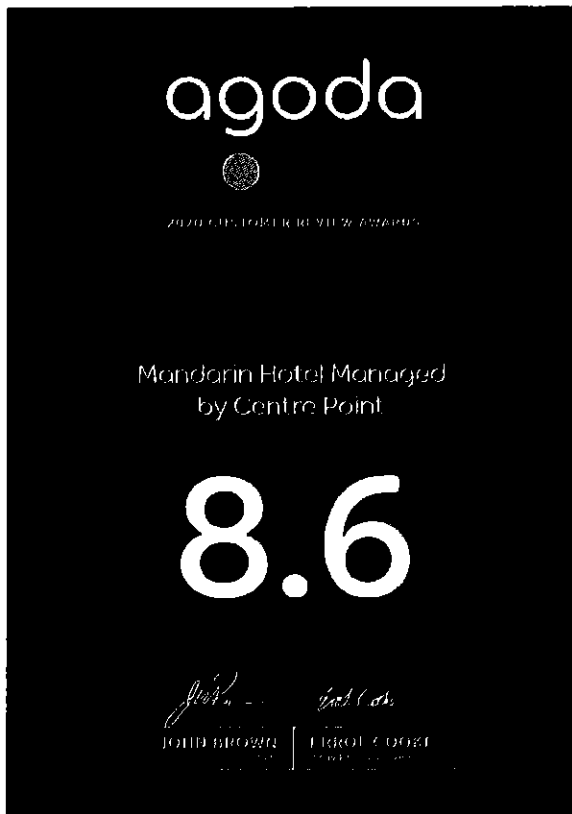 agoda
2020 CUSTOMER REVIEW AWARDS
Mandarin Hotel Managed
by Centre Point
8.6
JOHN BROWN
ERROL COOKE